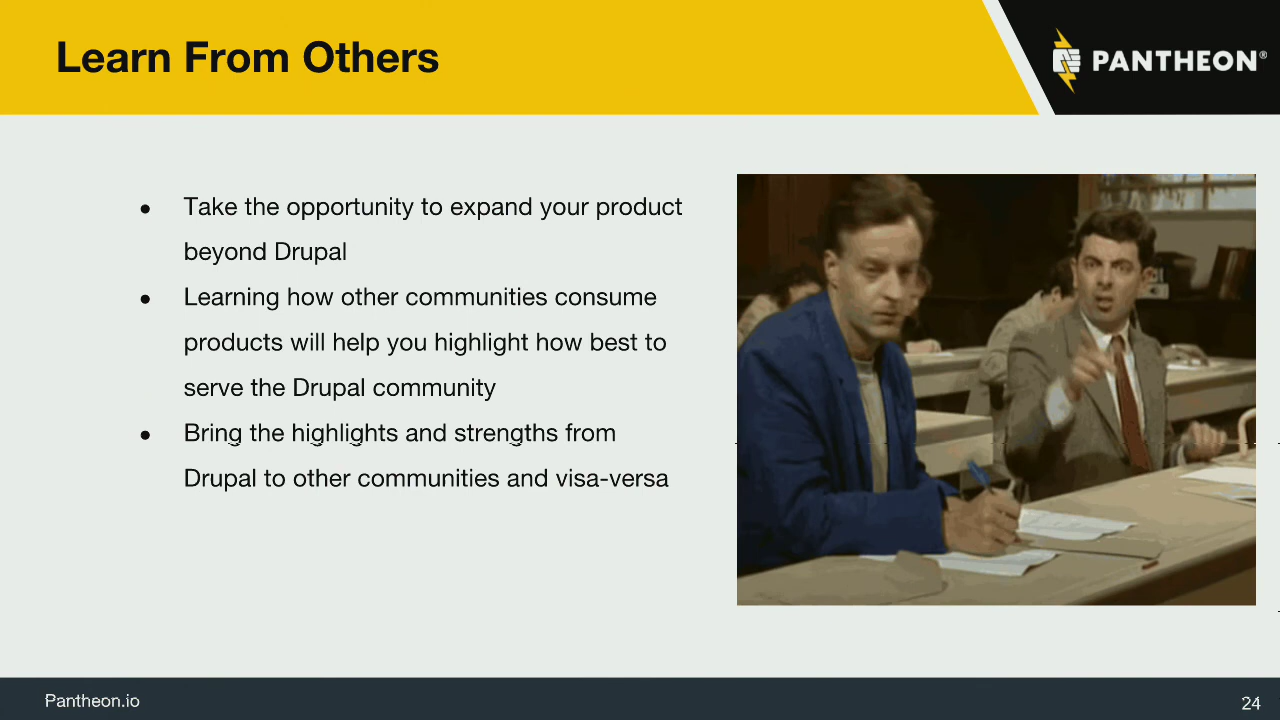 Learn From Others
PANTHEON®
● Take the opportunity to expand your product
beyond Drupal
● Learning how other communities consume
products will help you highlight how best to
serve the Drupal community
● Bring the highlights and strengths from
Drupal to other communities and visa-versa
Pantheon.io
24